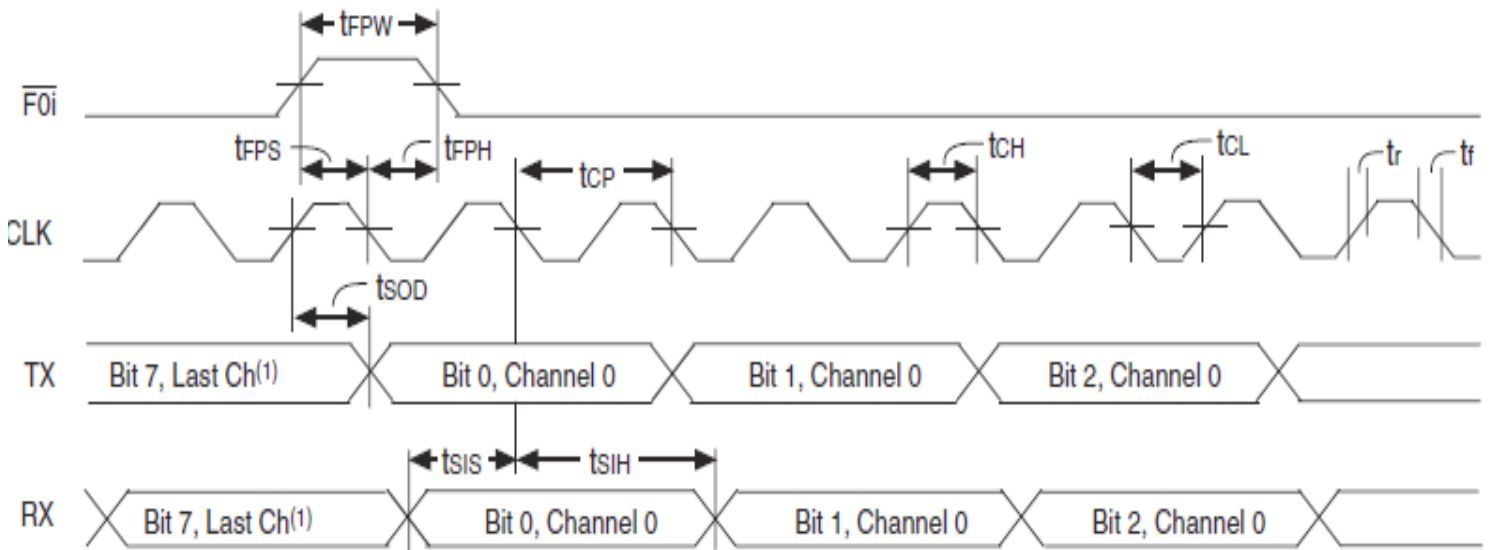 tFPW
F0i
tFPS tFPH tCP tCH tCL tr tf
CLK
tSOD
TX Bit 7, Last Ch(1) Bit 0, Channel 0 Bit 1, Channel 0 Bit 2, Channel 0
tSIS tSIH
RX Bit 7, Last Ch(1) Bit 0, Channel 0 Bit 1, Channel 0 Bit 2, Channel 0